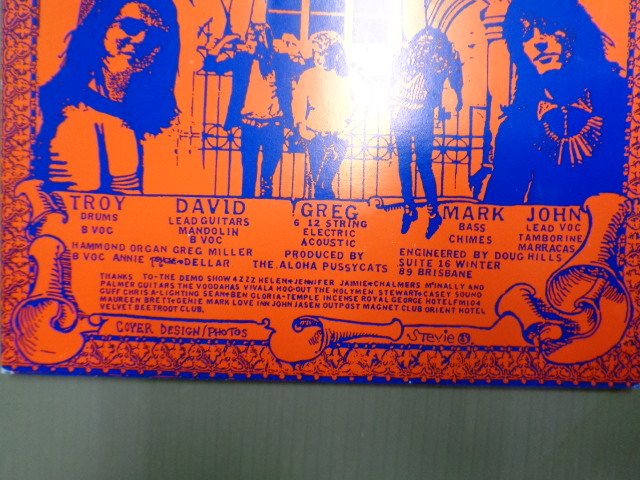 TROY DAVID GREG MARK JOHN
DRUMS LEAD GUITARS 6 12 STRING BASS LEAD VOC
B VOC MANDOLIN ELECTRIC CHIMES TAMBORINE
B VOC ACOUSTIC MARRACAS
HAMMOND ORGAN GREG MILLER PRODUCED BY ENGINEERED BY DOUG HILLS
B VOC ANNIE DELLAR THE ALOHA PUSSYCATS SUITE 16 WINTER
89 BRISBANE
THANKS TO-THE DEMO SHOW 4ZZZ HELEN JENNIFER JAIMIE CHALMERS McINALLY AND
PALMER GUITARS THE VOODAHAS VIVALA HOG-OUT THE HOLYMEN STEWART CASEY SOUND
GUFF CHRIS A-LIGHTING SEAN BEN GLORIA-TEMPLE INCENSE ROYAL GEORGE HOTEL FM104
MAUREEN BRETT GENIE MARK LOVE INN JOHN JASEN OUTPOST MAGNET CLUB ORIENT HOTEL
VELVET BEETROOT CLUB.
COVER DESIGN/PHOTOS Stevie 89